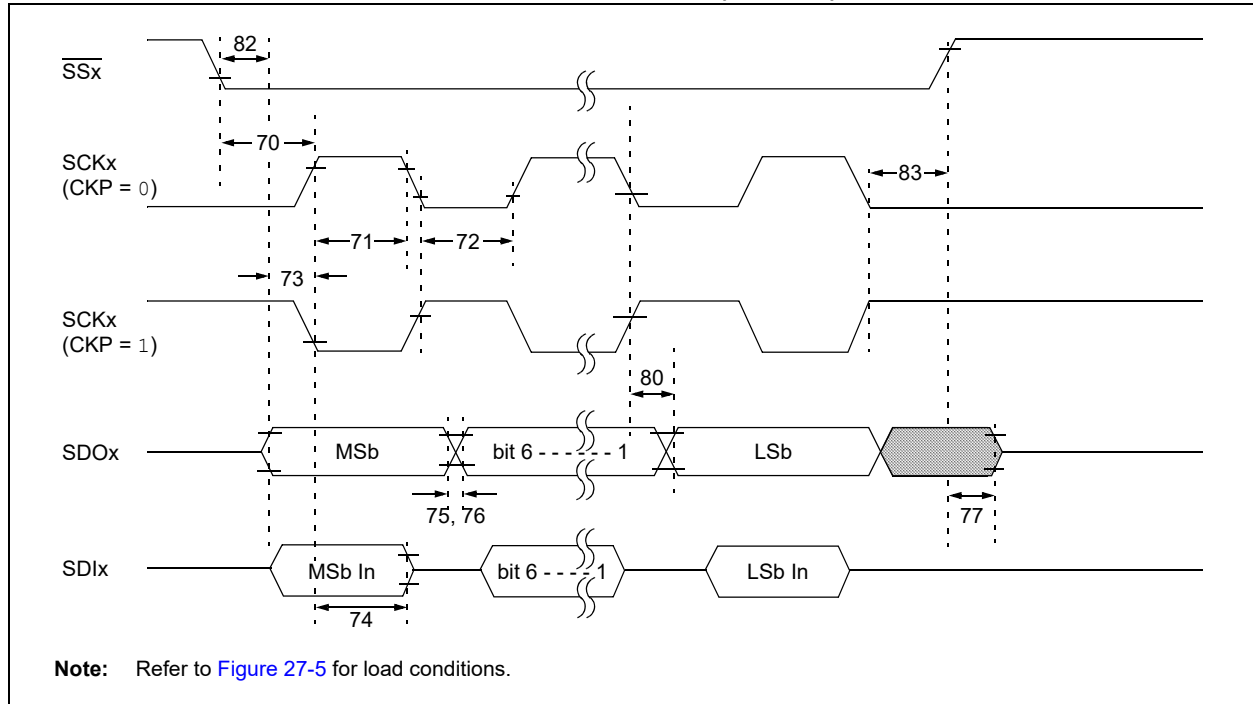 82
SSx
70
SCKx
(CKP = 0)
83
71
72
73
SCKx
(CKP = 1)
80
SDOx
MSb
bit 6 - - - - - - 1
LSb
75, 76
77
SDIx
MSb In
bit 6 - - - - 1
LSb In
74
Note: Refer to Figure 27-5 for load conditions.